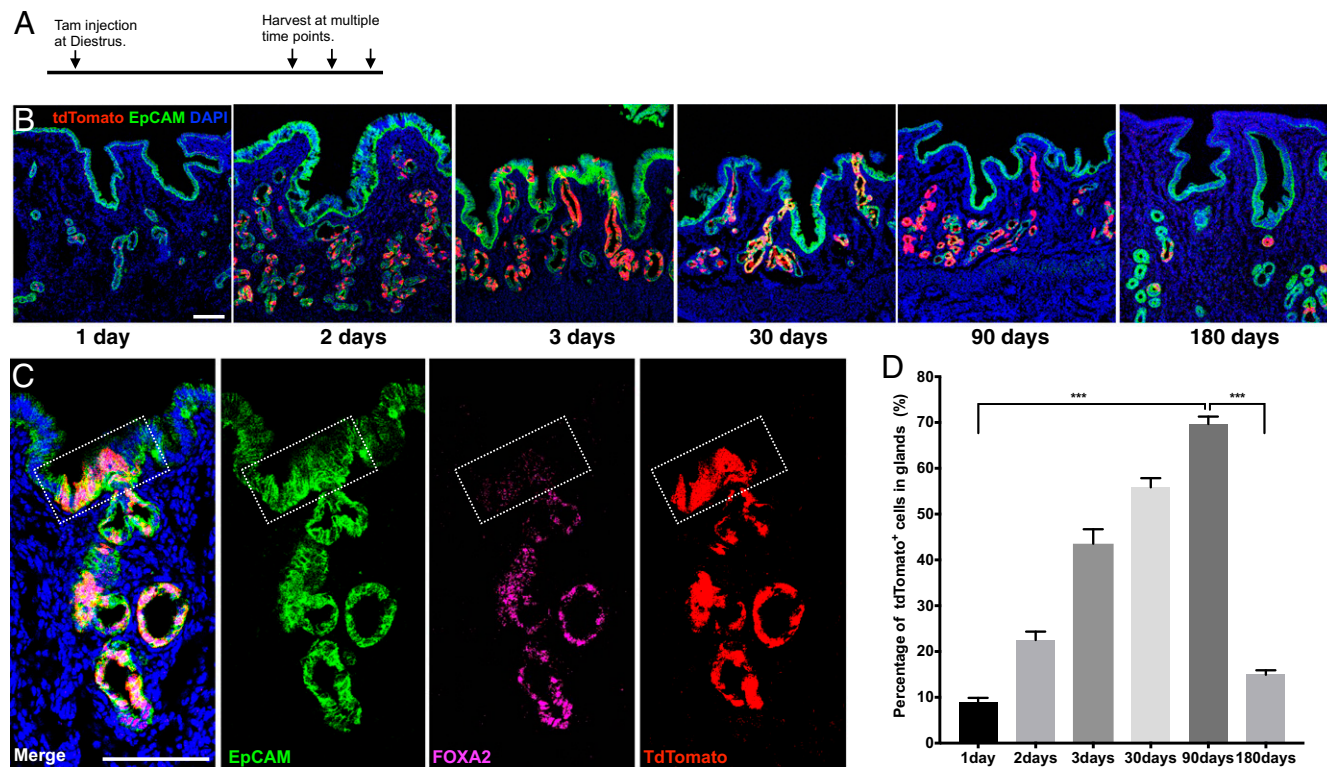 A
Tam injection
at Diestrus.
Harvest at multiple
time points.
B
tdTomato EpCAM DAPI
1 day
2 days
3 days
30 days
90 days
180 days
C
Merge
EpCAM
FOXA2
TdTomato
D
Percentage of tdTomato⁺ cells in glands (%)
80
70
60
50
40
30
20
10
0
***
***
1day
2days
3days
30days
90days
180days